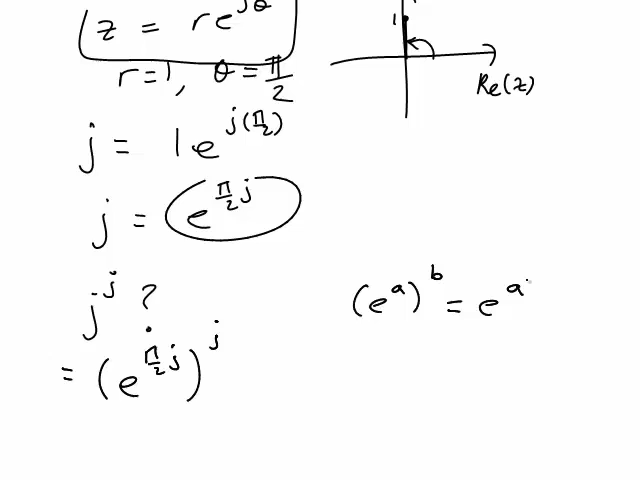 z = re^{jθ}
r=1, θ=π/2
1
Re(z)
j = 1e^{j(π/2)}
j = e^{π/2 j}
j^j ?
(e^a)^b = e^a
= (e^{π/2 j})^j